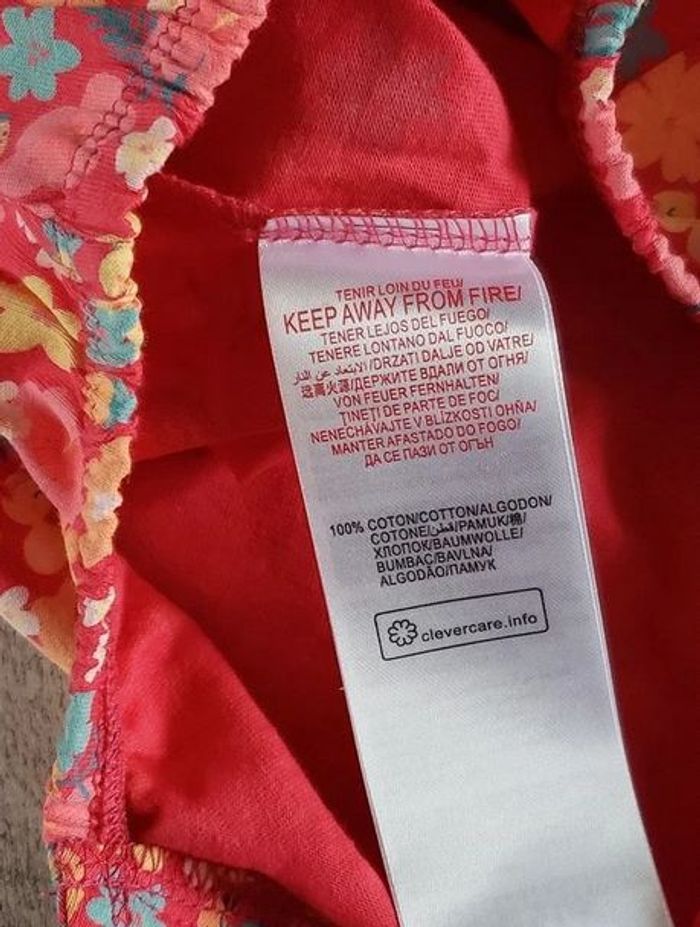 TENIR LOIN DU FEU/
KEEP AWAY FROM FIRE/
TENER LEJOS DEL FUEGO/
TENERE LONTANO DAL FUOCO/
الابتعاد عن النار/DRZATI DALJE OD VATRE/
远离火源/ДЕРЖИТЕ ВДАЛИ ОТ ОГНЯ/
VON FEUER FERNHALTEN/
ȚINEȚI DE PARTE DE FOC/
NENECHÁVAJTE V BLÍZKOSTI OHŇA/
MANTER AFASTADO DO FOGO/
ДА СЕ ПАЗИ ОТ ОГЪН
100% COTON/COTTON/ALGODON/
COTONE/قطن/PAMUK/棉/
ХЛОПОК/BAUMWOLLE/
BUMBAC/BAVLNA/
ALGODÃO/ПАМУК
clevercare.info